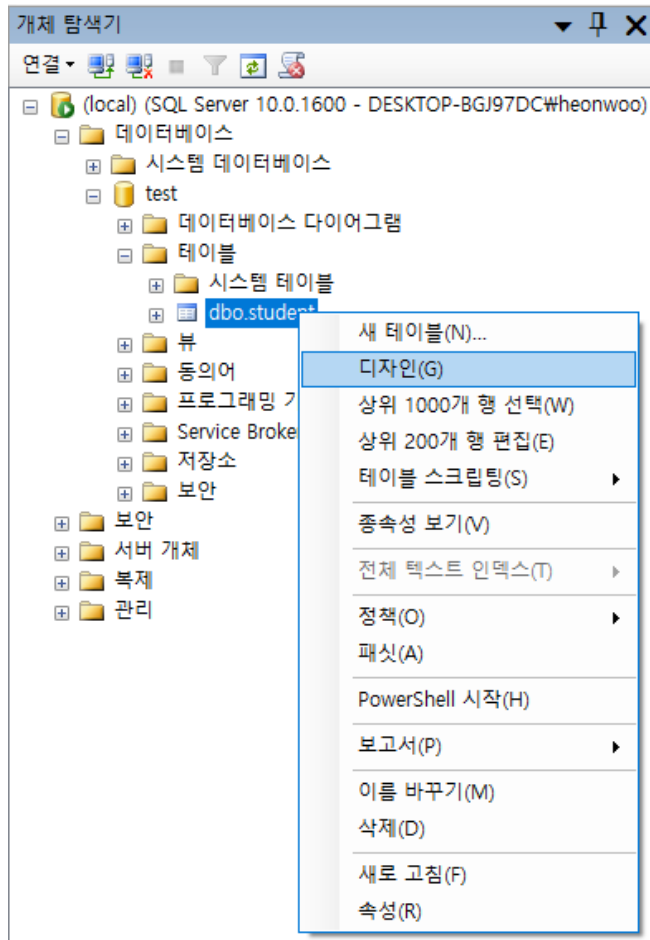 개체 탐색기
연결
(local) (SQL Server 10.0.1600 - DESKTOP-BGJ97DC₩heonwoo)
데이터베이스
시스템 데이터베이스
test
데이터베이스 다이어그램
테이블
시스템 테이블
dbo.student
뷰
동의어
프로그래밍 기
Service Broke
저장소
보안
보안
서버 개체
복제
관리
새 테이블(N)...
디자인(G)
상위 1000개 행 선택(W)
상위 200개 행 편집(E)
테이블 스크립팅(S)
종속성 보기(V)
전체 텍스트 인덱스(T)
정책(O)
패싯(A)
PowerShell 시작(H)
보고서(P)
이름 바꾸기(M)
삭제(D)
새로 고침(F)
속성(R)